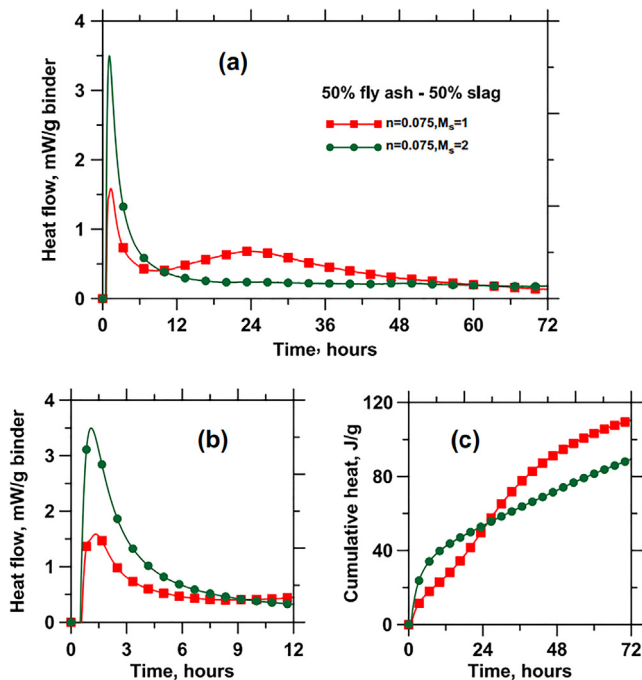 4
3
2
1
0
Heat flow, mW/g binder
(a)
50% fly ash - 50% slag
n=0.075,Mₛ=1
n=0.075,Mₛ=2
0 12 24 36 48 60 72
Time, hours
4
3
2
1
0
Heat flow, mW/g binder
(b)
0 3 6 9 12
Time, hours
120
80
40
0
Cumulative heat, J/g
(c)
0 24 48 72
Time, hours